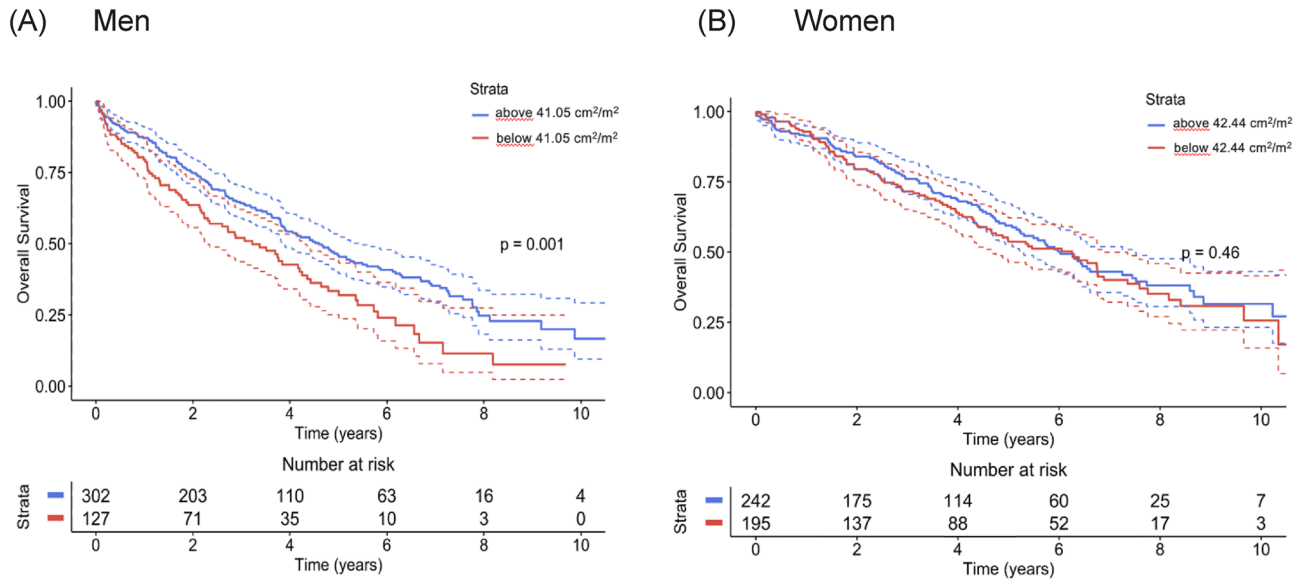 (A) Men
Strata
above 41.05 cm²/m²
below 41.05 cm²/m²
Overall Survival
1.00
0.75
0.50
0.25
0.00
p = 0.001
0 2 4 6 8 10
Time (years)
Number at risk
Strata
302 203 110 63 16 4
127 71 35 10 3 0
0 2 4 6 8 10
Time (years)
(B) Women
Strata
above 42.44 cm²/m²
below 42.44 cm²/m²
Overall Survival
1.00
0.75
0.50
0.25
0.00
p = 0.46
0 2 4 6 8 10
Time (years)
Number at risk
Strata
242 175 114 60 25 7
195 137 88 52 17 3
0 2 4 6 8 10
Time (years)